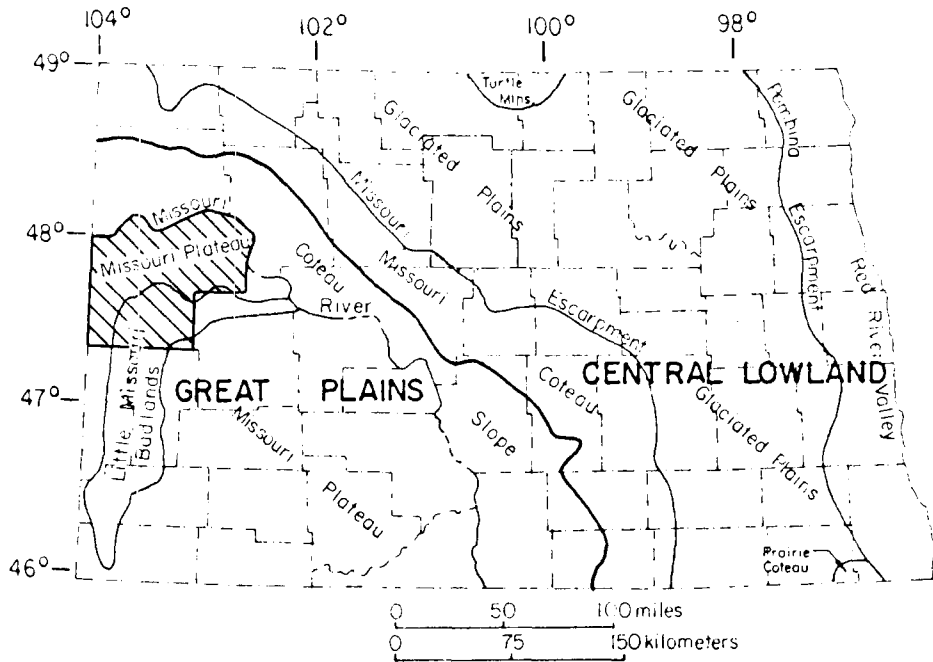 104° 102° 100° 98°
49°
48°
47°
46°
Turtle
Mtns.
Glaciated Plains
Glaciated Plains
Pembina Escarpment
Missouri Escarpment
Missouri Coteau
Missouri River
Missouri Plateau
Coteau Slope
Red River Valley
GREAT PLAINS
CENTRAL LOWLAND
Little Missouri
Badlands
Missouri Plateau
Glaciated Plains
Prairie
Coteau
0 50 100 miles
0 75 150 kilometers